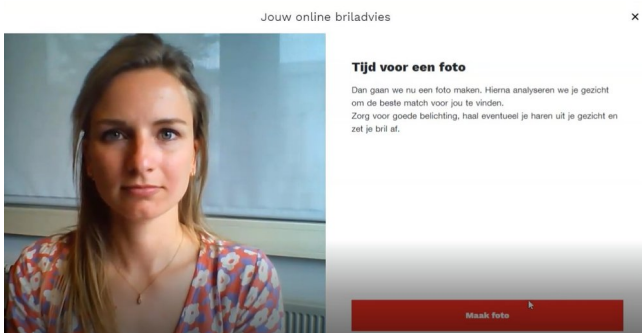 Jouw online briladvies
×
Tijd voor een foto
Dan gaan we nu een foto maken. Hierna analyseren we je gezicht
om de beste match voor jou te vinden.
Zorg voor goede belichting, haal eventueel je haren uit je gezicht en
zet je bril af.
Maak foto